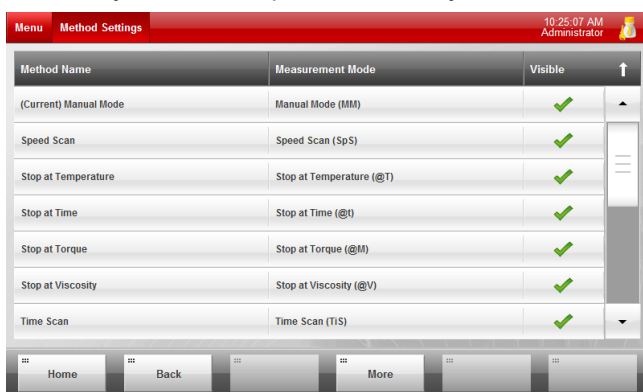 Menu Method Settings 10:25:07 AM
Administrator
Method Name Measurement Mode Visible
(Current) Manual Mode Manual Mode (MM)
Speed Scan Speed Scan (SpS)
Stop at Temperature Stop at Temperature (@T)
Stop at Time Stop at Time (@t)
Stop at Torque Stop at Torque (@M)
Stop at Viscosity Stop at Viscosity (@V)
Time Scan Time Scan (TiS)
Home Back More